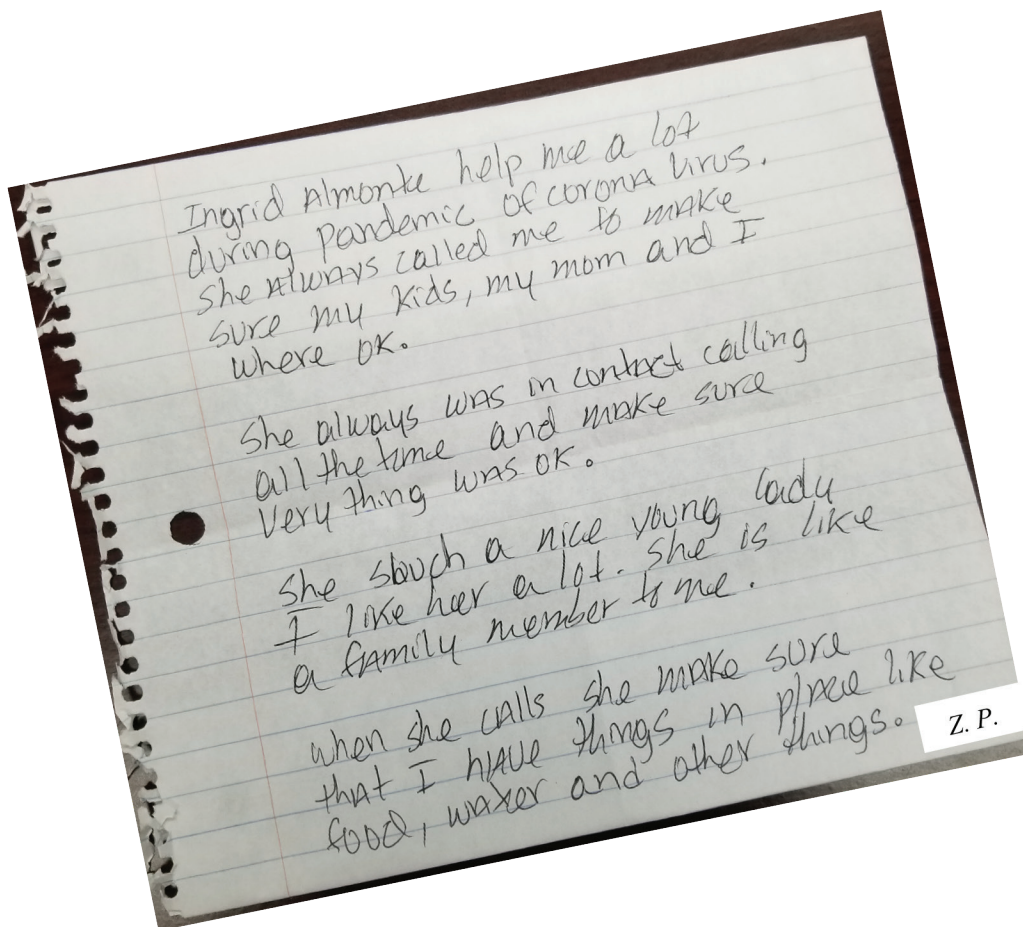 Ingrid Almonte help me a lot
during pandemic of corona virus.
she Always called me to make
sure my kids, my mom and I
where ok.
she always was in contact calling
all the time and make sure
very thing was ok.
she souch a nice young lady
I like her a lot. she is like
a family member to me.
when she calls she make sure
that I have things in place like
food, water and other things.
Z. P.